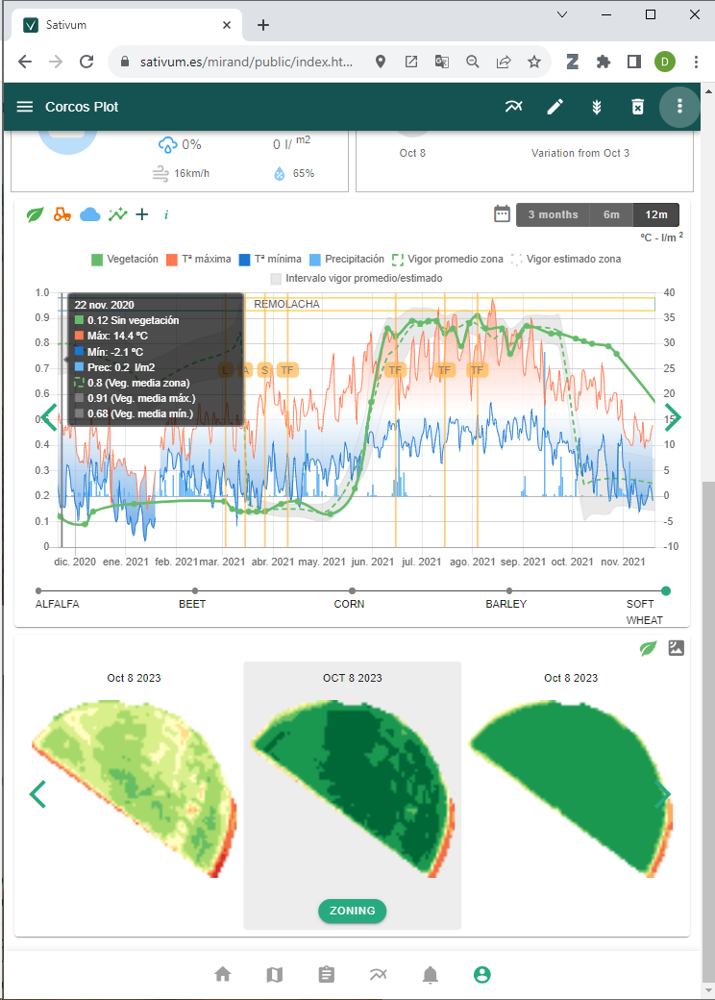 Sativum
sativum.es/mirand/public/index.ht...
D
Corcos Plot
0%
0 l/ m2
16km/h
65%
Oct 8
Variation from Oct 3
3 months 6m 12m
ºC - l/m 2
Vegetación Tª máxima Tª mínima Precipitación Vigor promedio zona Vigor estimado zona
Intervalo vigor promedio/estimado
1.0 40
REMOLACHA
22 nov. 2020
0.12 Sin vegetación
Máx: 14.4 ºC
Mín: -2.1 ºC
Prec: 0.2 l/m2
0.8 (Veg. media zona)
0.91 (Veg. media máx.)
0.68 (Veg. media mín.)
0.9 35
0.8 30
0.7 25
L A S TF TF TF TF
0.6 20
15
0.4 10
0.3 5
0.2 0
0.1 -5
0 -10
dic. 2020 ene. 2021 feb. 2021 mar. 2021 abr. 2021 may. 2021 jun. 2021 jul. 2021 ago. 2021 sep. 2021 oct. 2021 nov. 2021
ALFALFA BEET CORN BARLEY SOFT
WHEAT
Oct 8 2023 OCT 8 2023 Oct 8 2023
ZONING